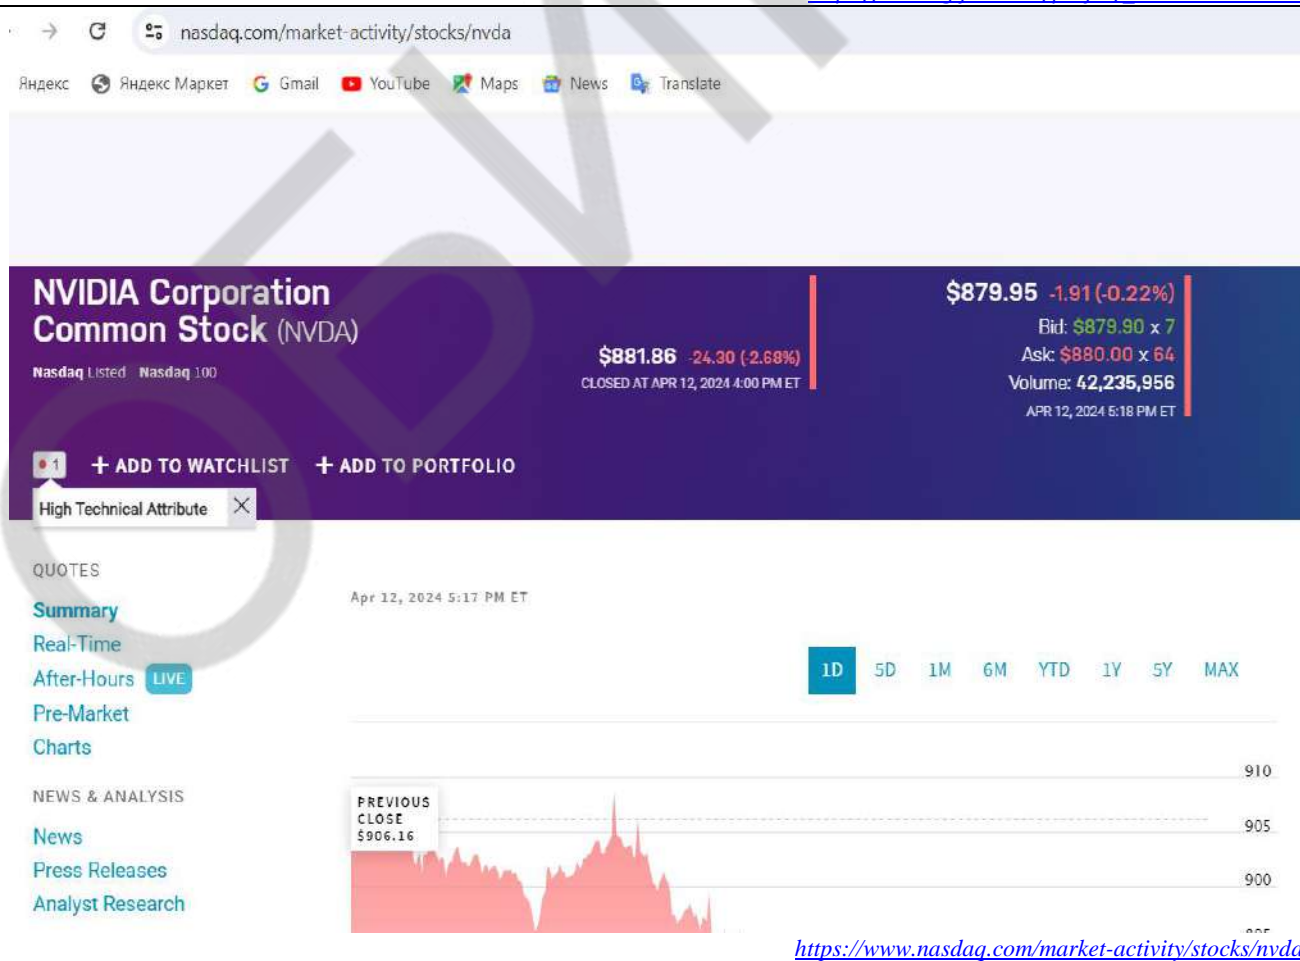 nasdaq.com/market-activity/stocks/nvda
Яндекс Яндекс Маркет Gmail YouTube Maps News Translate
NVIDIA Corporation
Common Stock (NVDA)
Nasdaq Listed Nasdaq 100
$881.86 -24.30 (-2.68%)
CLOSED AT APR 12, 2024 4:00 PM ET
$879.95 -1.91 (-0.22%)
Bid: $879.90 x 7
Ask: $880.00 x 64
Volume: 42,235,956
APR 12, 2024 5:18 PM ET
1 + ADD TO WATCHLIST + ADD TO PORTFOLIO
High Technical Attribute
QUOTES
Summary
Real-Time
After-Hours LIVE
Pre-Market
Charts
NEWS & ANALYSIS
News
Press Releases
Analyst Research
Apr 12, 2024 5:17 PM ET
1D 5D 1M 6M YTD 1Y 5Y MAX
PREVIOUS
CLOSE
$906.16
910
905
900
https://www.nasdaq.com/market-activity/stocks/nvda